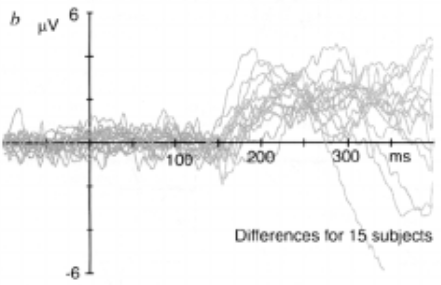 b
µV
6
100 200 300 ms
Differences for 15 subjects
-6